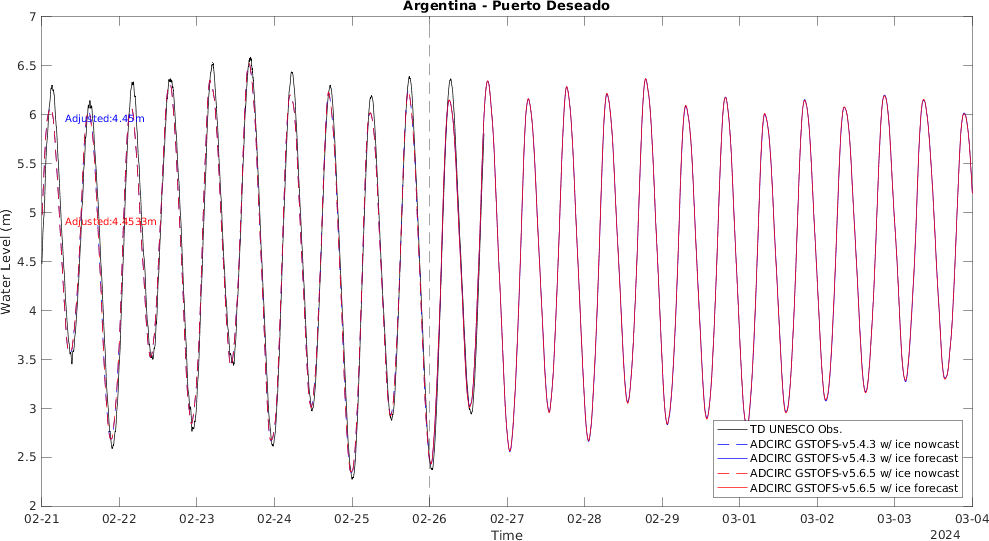 Argentina - Puerto Deseado
7
6.5
6
5.5
5
4.5
4
3.5
3
2.5
2
Water Level (m)
Adjusted:4.45m
Adjusted:4.4533m
TD UNESCO Obs.
ADCIRC GSTOFS-v5.4.3 w/ ice nowcast
ADCIRC GSTOFS-v5.4.3 w/ ice forecast
ADCIRC GSTOFS-v5.6.5 w/ ice nowcast
ADCIRC GSTOFS-v5.6.5 w/ ice forecast
02-21 02-22 02-23 02-24 02-25 02-26 02-27 02-28 02-29 03-01 03-02 03-03 03-04
Time
2024